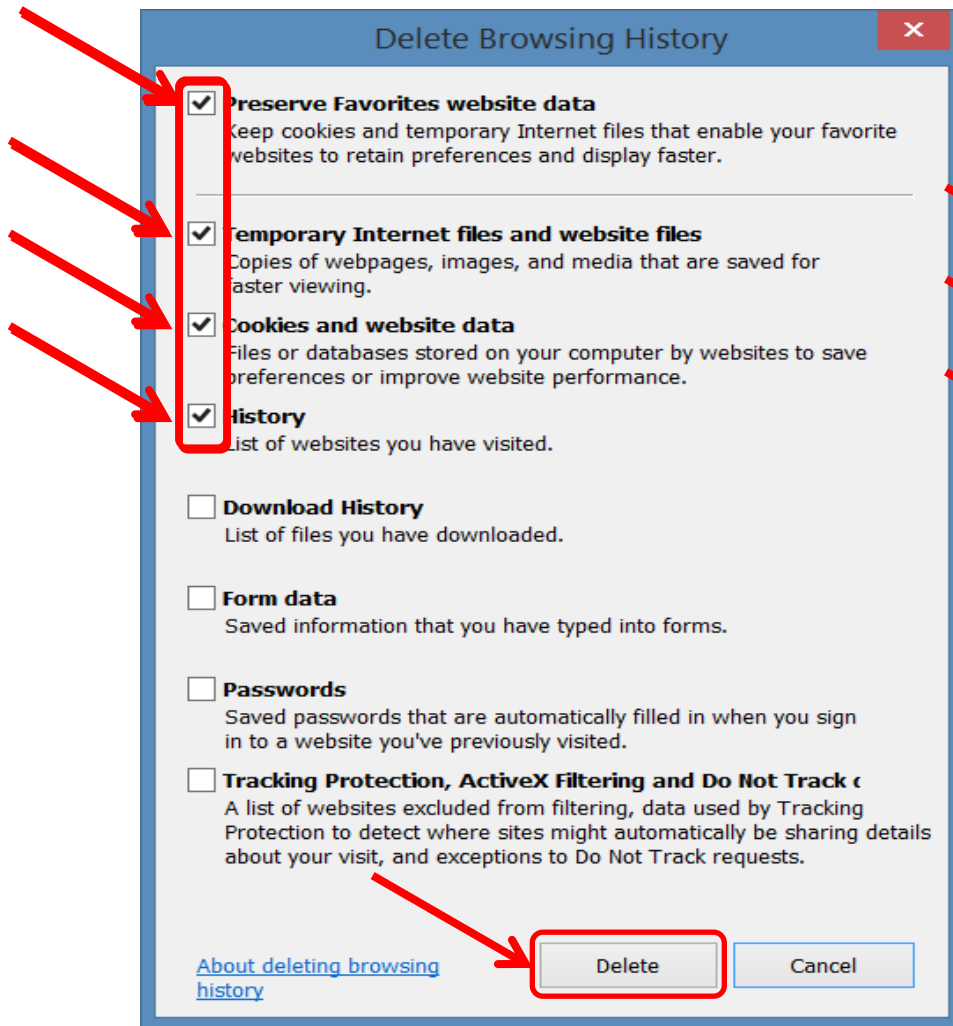 Delete Browsing History
Preserve Favorites website data
Keep cookies and temporary Internet files that enable your favorite
websites to retain preferences and display faster.
Temporary Internet files and website files
Copies of webpages, images, and media that are saved for
faster viewing.
Cookies and website data
Files or databases stored on your computer by websites to save
preferences or improve website performance.
History
List of websites you have visited.
Download History
List of files you have downloaded.
Form data
Saved information that you have typed into forms.
Passwords
Saved passwords that are automatically filled in when you sign
in to a website you've previously visited.
Tracking Protection, ActiveX Filtering and Do Not Track
A list of websites excluded from filtering, data used by Tracking
Protection to detect where sites might automatically be sharing details
about your visit, and exceptions to Do Not Track requests.
About deleting browsing
history
Delete
Cancel